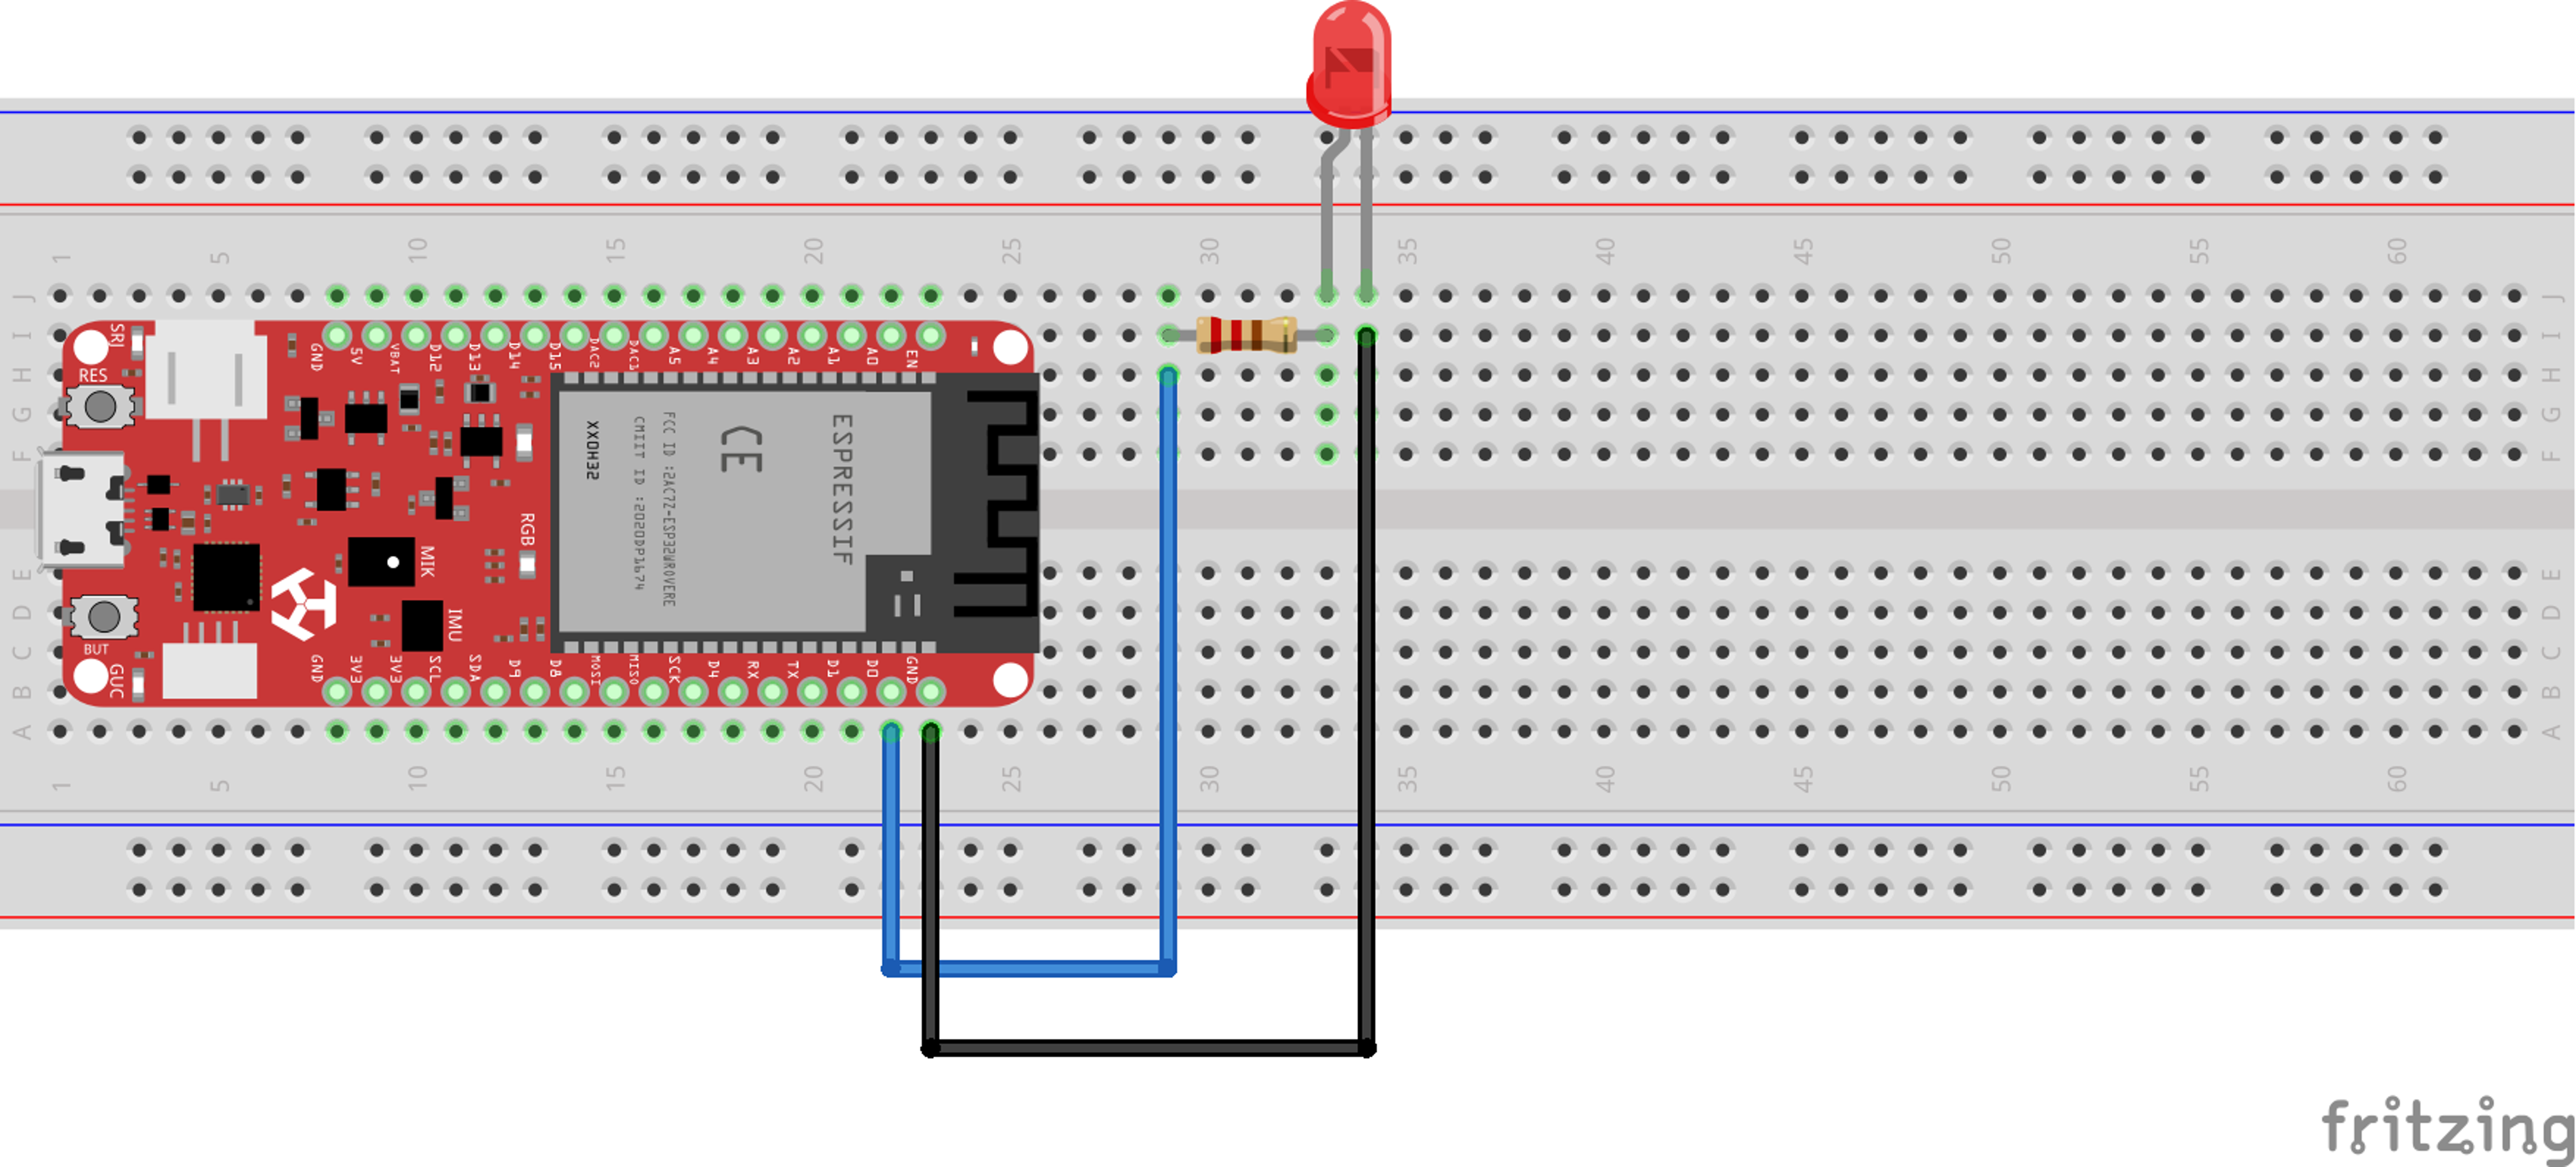 1 5 10 15 20 25 30 35 40 45 50 55 60
J J
I I
H H
G G
F F
E E
D D
C C
B B
A A
ŞARJ
RES
GND 5V VBAT D12 D13 D14 D15 DAC2 DAC1 A5 A4 A3 A2 A1 A0 EN
XX0H32
CMIIT ID :2020DP1674
FCC ID :2AC7Z-ESP32WROVERE
CE
ESPRESSIF
RGB
MIK
IMU
BUT
GUC
GND 3V3 3V3 SCL SDA D9 D8 MOSI MISO SCK D4 RX TX D1 D0 GND
1 5 10 15 20 25 30 35 40 45 50 55 60
fritzing